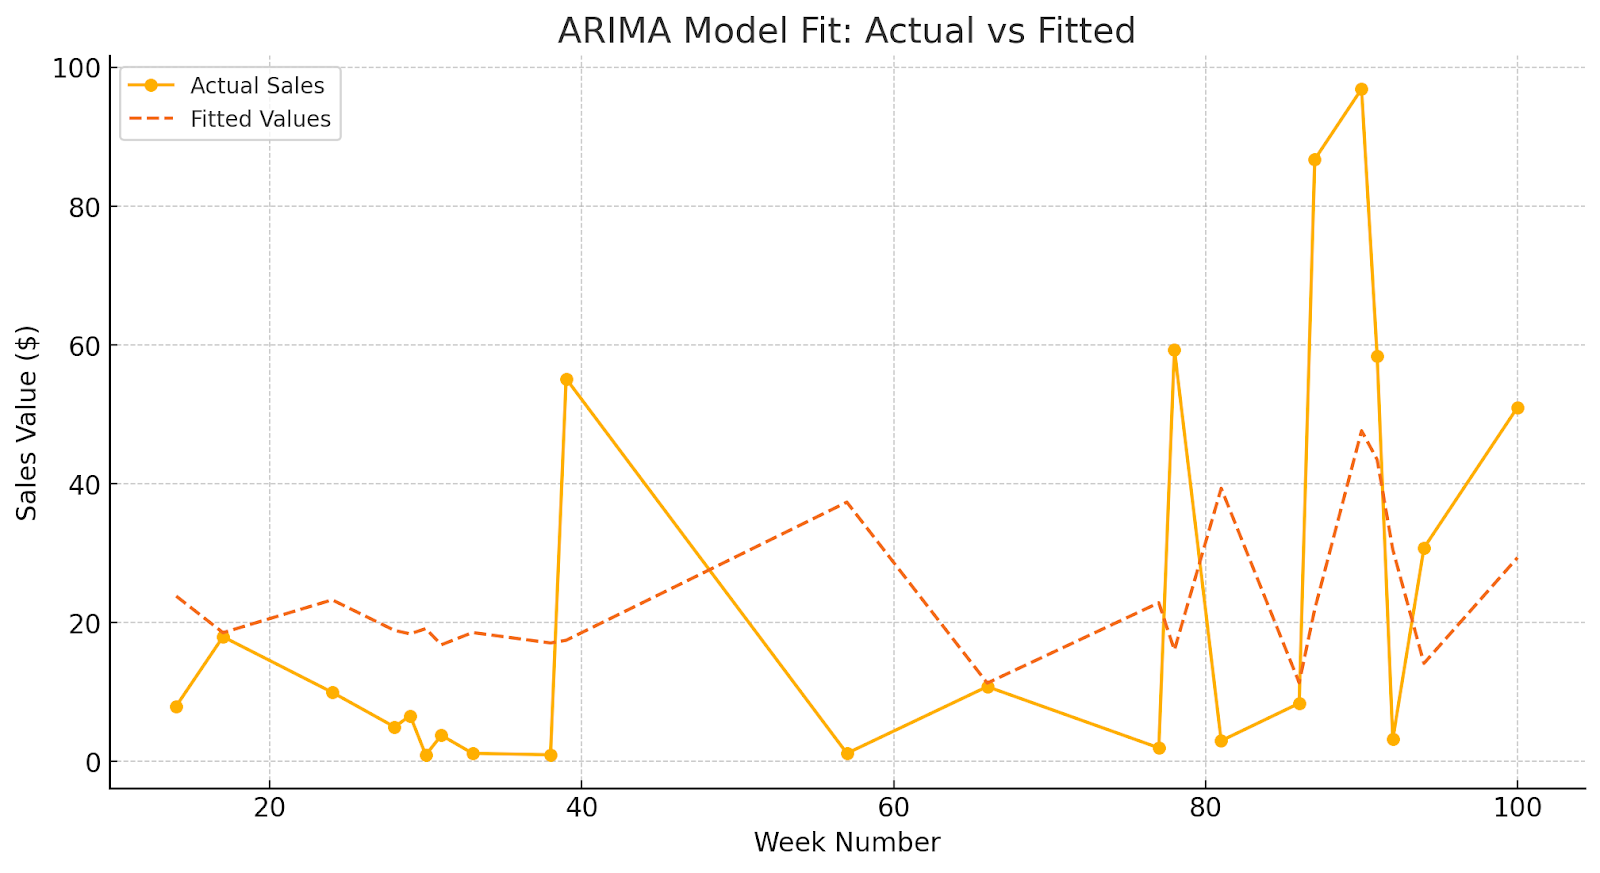 ARIMA Model Fit: Actual vs Fitted
Actual Sales
Fitted Values
Sales Value ($)
100
80
60
40
20
0
20 40 60 80 100
Week Number